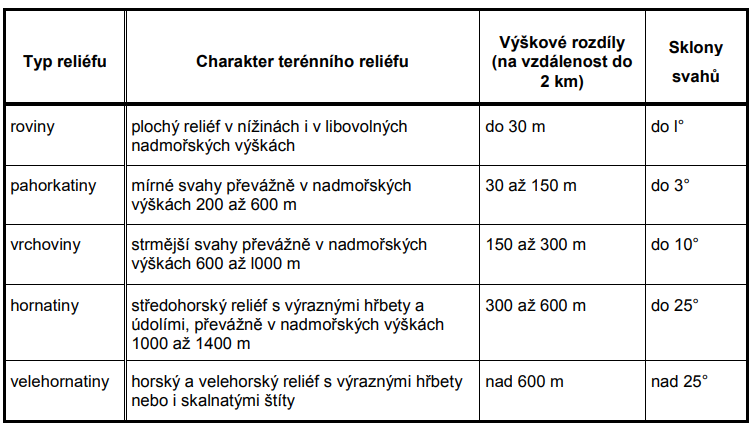 Typ reliéfu
Charakter terénního reliéfu
Výškové rozdíly
(na vzdálenost do
2 km)
Sklony
svahů
roviny
plochý reliéf v nížinách i v libovolných
nadmořských výškách
do 30 m
do l°
pahorkatiny
mírné svahy převážně v nadmořských
výškách 200 až 600 m
30 až 150 m
do 3°
vrchoviny
strmější svahy převážně v nadmořských
výškách 600 až l000 m
150 až 300 m
do 10°
hornatiny
středohorský reliéf s výraznými hřbety a
údolími, převážně v nadmořských výškách
1000 až 1400 m
300 až 600 m
do 25°
velehornatiny
horský a velehorský reliéf s výraznými hřbety
nebo i skalnatými štíty
nad 600 m
nad 25°